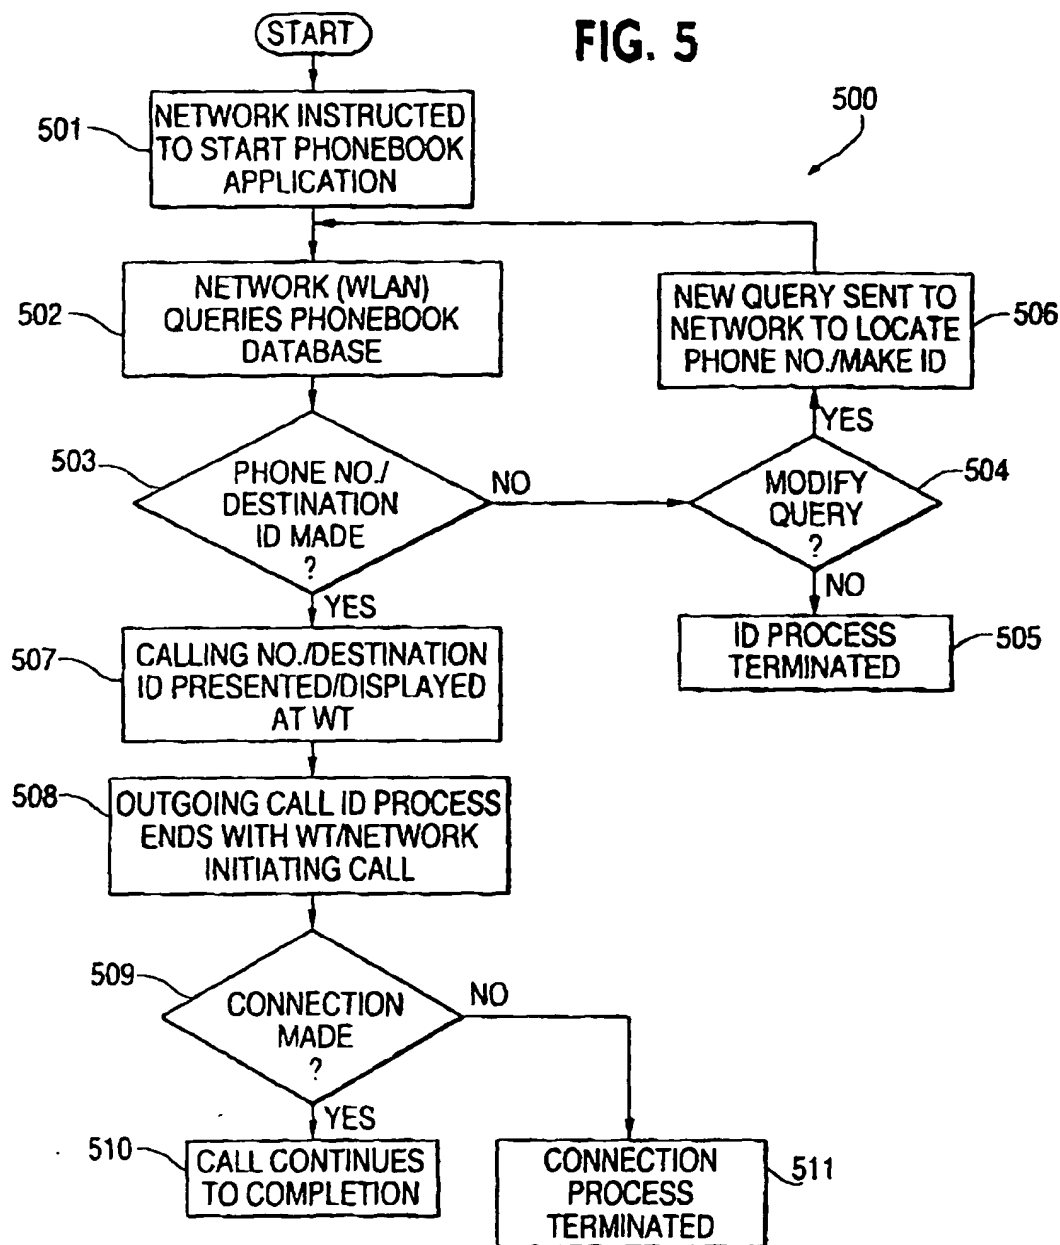 START
FIG. 5
500
501
NETWORK INSTRUCTED
TO START PHONEBOOK
APPLICATION
502
NETWORK (WLAN)
QUERIES PHONEBOOK
DATABASE
NEW QUERY SENT TO
NETWORK TO LOCATE
PHONE NO./MAKE ID
506
YES
503
PHONE NO./
DESTINATION
ID MADE
?
NO
MODIFY
QUERY
?
504
YES
NO
ID PROCESS
TERMINATED
505
507
CALLING NO./DESTINATION
ID PRESENTED/DISPLAYED
AT WT
508
OUTGOING CALL ID PROCESS
ENDS WITH WT/NETWORK
INITIATING CALL
509
CONNECTION
MADE
?
NO
YES
510
CALL CONTINUES
TO COMPLETION
CONNECTION
PROCESS
TERMINATED
511